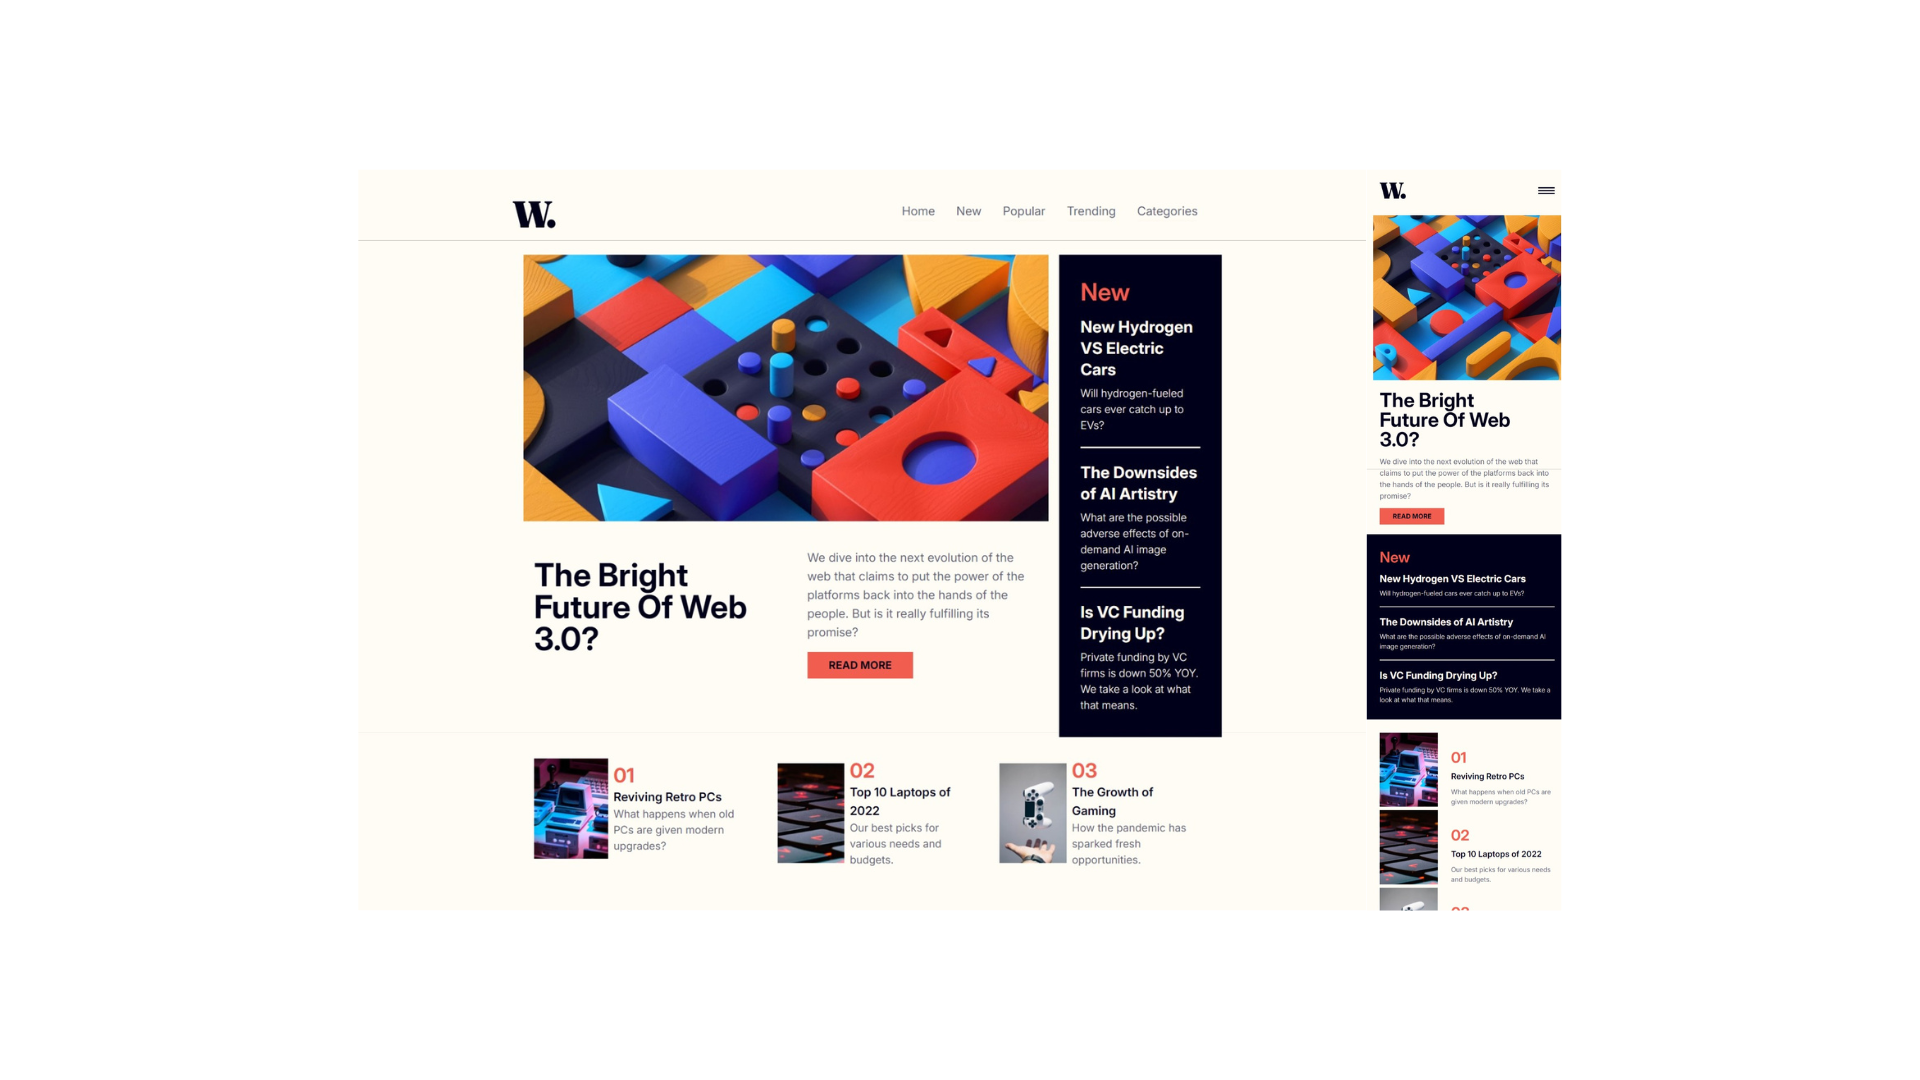 W.
Home New Popular Trending Categories
The Bright
Future Of Web
3.0?
We dive into the next evolution of the
web that claims to put the power of the
platforms back into the hands of the
people. But is it really fulfilling its
promise?
READ MORE
New
New Hydrogen
VS Electric
Cars
Will hydrogen-fueled
cars ever catch up to
EVs?
The Downsides
of AI Artistry
What are the possible
adverse effects of on-
demand AI image
generation?
Is VC Funding
Drying Up?
Private funding by VC
firms is down 50% YOY.
We take a look at what
that means.
01
Reviving Retro PCs
What happens when old
PCs are given modern
upgrades?
02
Top 10 Laptops of
2022
Our best picks for
various needs and
budgets.
03
The Growth of
Gaming
How the pandemic has
sparked fresh
opportunities.
W.
The Bright
Future Of Web
3.0?
We dive into the next evolution of the web that
claims to put the power of the platforms back into
the hands of the people. But is it really fulfilling its
promise?
READ MORE
New
New Hydrogen VS Electric Cars
Will hydrogen-fueled cars ever catch up to EVs?
The Downsides of AI Artistry
What are the possible adverse effects of on-demand AI
image generation?
Is VC Funding Drying Up?
Private funding by VC firms is down 50% YOY. We take a
look at what that means.
01
Reviving Retro PCs
What happens when old PCs are
given modern upgrades?
02
Top 10 Laptops of 2022
Our best picks for various needs
and budgets.